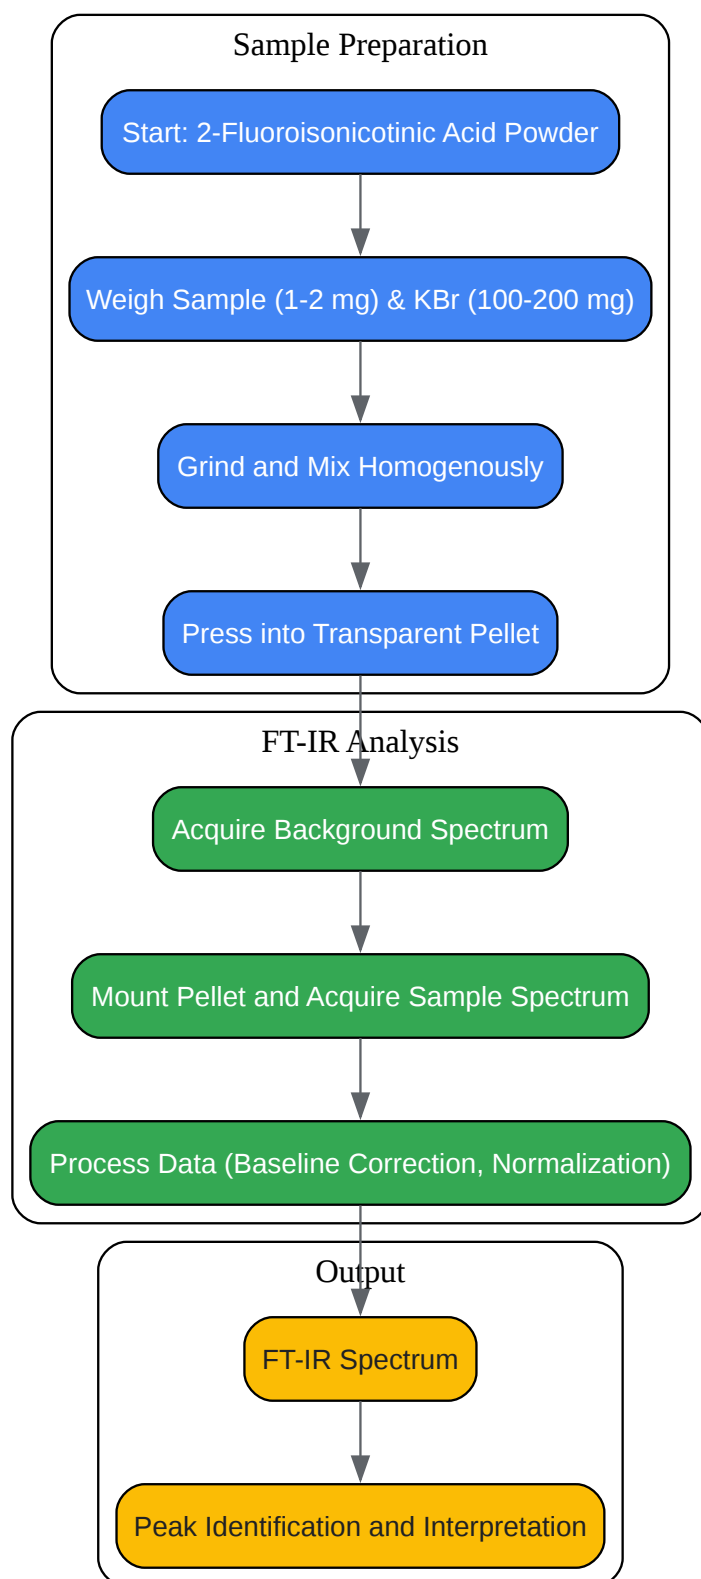 Sample Preparation
Start: 2-Fluoroisonicotinic Acid Powder
Weigh Sample (1-2 mg) & KBr (100-200 mg)
Grind and Mix Homogenously
Press into Transparent Pellet
FT-IR Analysis
Acquire Background Spectrum
Mount Pellet and Acquire Sample Spectrum
Process Data (Baseline Correction, Normalization)
Output
FT-IR Spectrum
Peak Identification and Interpretation